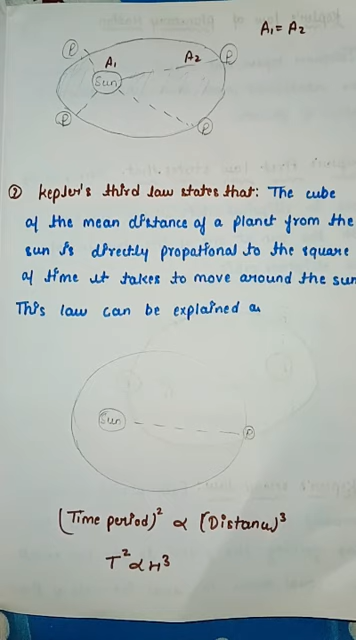 A₁ = A₂
P
P
A₁
A₂
Sun
P
P
③ Kepler's third law states that: The cube
of the mean distance of a planet from the
sun is directly propational to the square
of time it takes to move around the sun
This law can be explained as
Sun
P
(Time period)² ∝ (Distance)³
T² ∝ r³